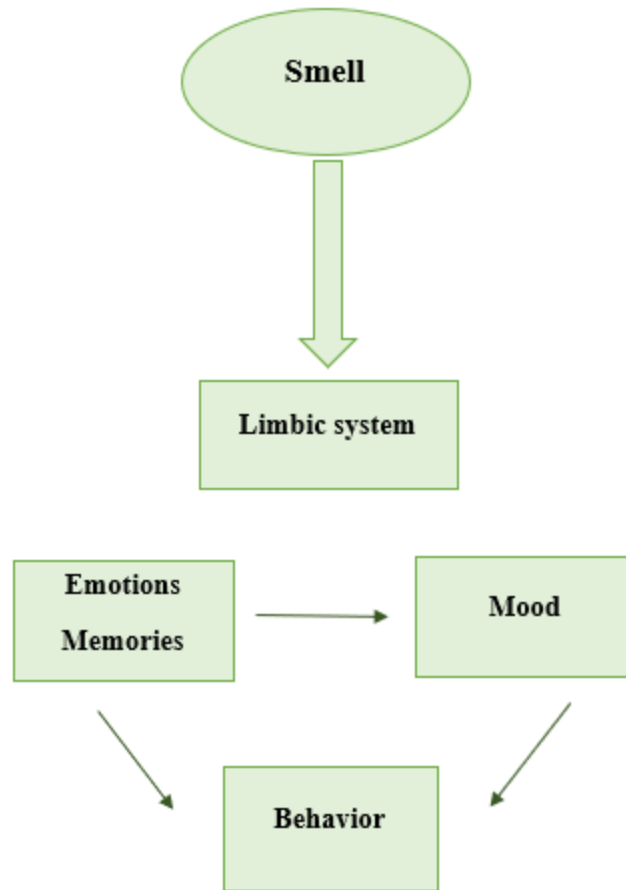 Smell
Limbic system
Emotions
Memories
Mood
Behavior